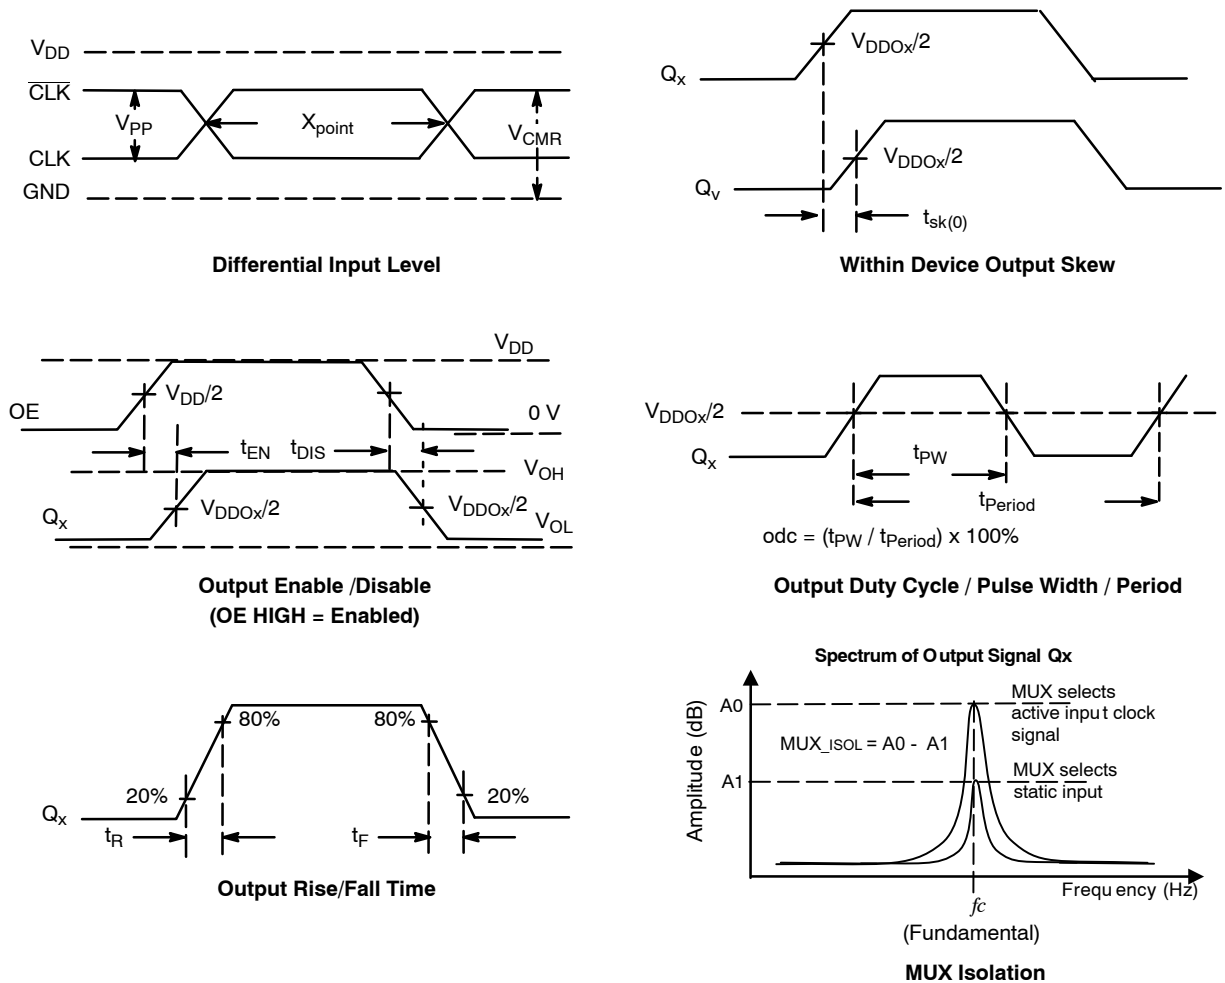 V_DD
C̅L̅K̅
V_PP
X_point
V_CMR
CLK
GND
Differential Input Level
V_DDOx/2
Q_x
V_DDOx/2
Q_v
t_sk(0)
Within Device Output Skew
V_DD
V_DD/2
OE
0 V
t_EN
t_DIS
V_OH
V_DDOx/2
V_DDOx/2
Q_x
V_OL
Output Enable /Disable
(OE HIGH = Enabled)
V_DDOx/2
Q_x
t_PW
t_Period
odc = (t_PW / t_Period) x 100%
Output Duty Cycle / Pulse Width / Period
80%
80%
20%
20%
Q_x
t_R
t_F
Output Rise/Fall Time
Spectrum of Output Signal Qx
Amplitude (dB)
A0
MUX selects
active input clock
signal
MUX_ISOL = A0 - A1
A1
MUX selects
static input
Frequency (Hz)
fc
(Fundamental)
MUX Isolation